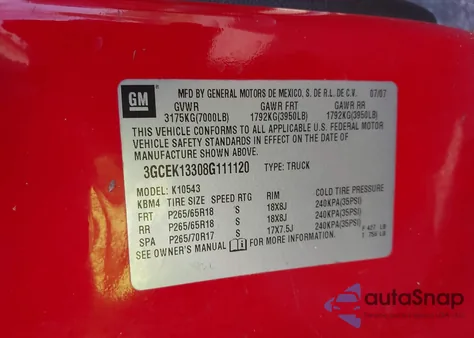 GM
MFD BY GENERAL MOTORS DE MEXICO, S. DE R.L. DE C.V. 07/07
GVWR GAWR FRT GAWR RR
3175KG(7000LB) 1792KG(3950LB) 1792KG(3950LB)
THIS VEHICLE CONFORMS TO ALL APPLICABLE U.S. FEDERAL MOTOR
VEHICLE SAFETY STANDARDS IN EFFECT ON THE DATE OF
MANUFACTURE SHOWN ABOVE.
3GCEK13308G111120 TYPE: TRUCK
MODEL: K10543
KBM4 TIRE SIZE SPEED RTG RIM COLD TIRE PRESSURE
FRT P265/65R18 S 18X8J 240KPA(35PSI)
RR P265/65R18 S 18X8J 240KPA(35PSI)
SPA P265/70R17 S 17X7.5J 240KPA(35PSI)
SEE OWNER'S MANUAL FOR MORE INFORMATION.
F 427 LB
autoSnap